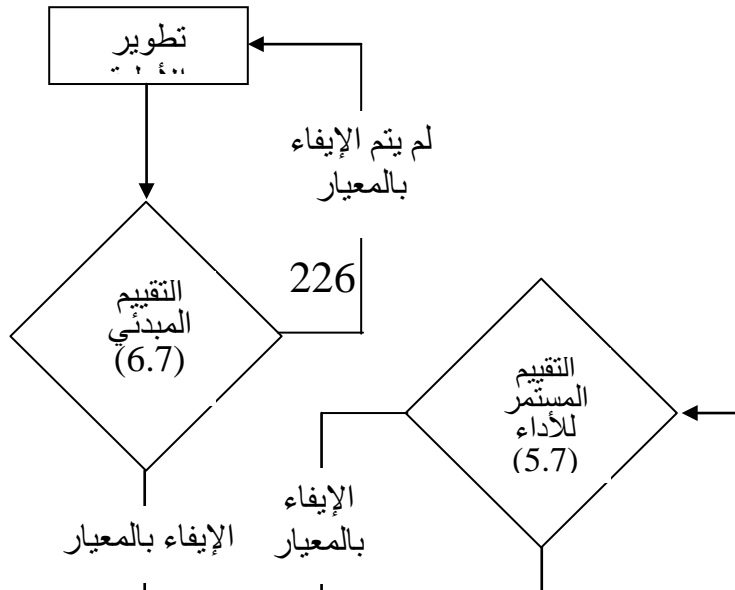 تطوير
لم يتم الإيفاء
بالمعيار
226
التقييم
المبدئي
(6.7)
التقييم
المستمر
للأداء
(5.7)
الإيفاء
بالمعيار
الإيفاء بالمعيار